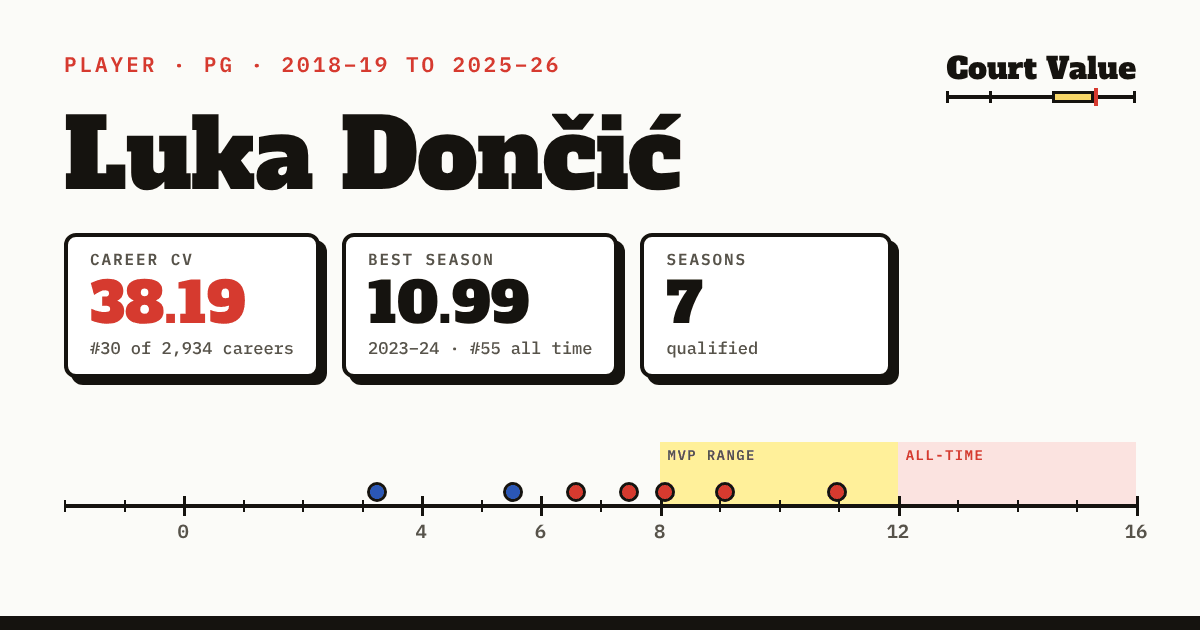 PLAYER · PG · 2018–19 TO 2025–26
Court Value
Luka Dončić
CAREER CV
38.19
#30 of 2,934 careers
BEST SEASON
10.99
2023–24 · #55 all time
SEASONS
7
qualified
MVP RANGE
ALL-TIME
0 4 6 8 12 16